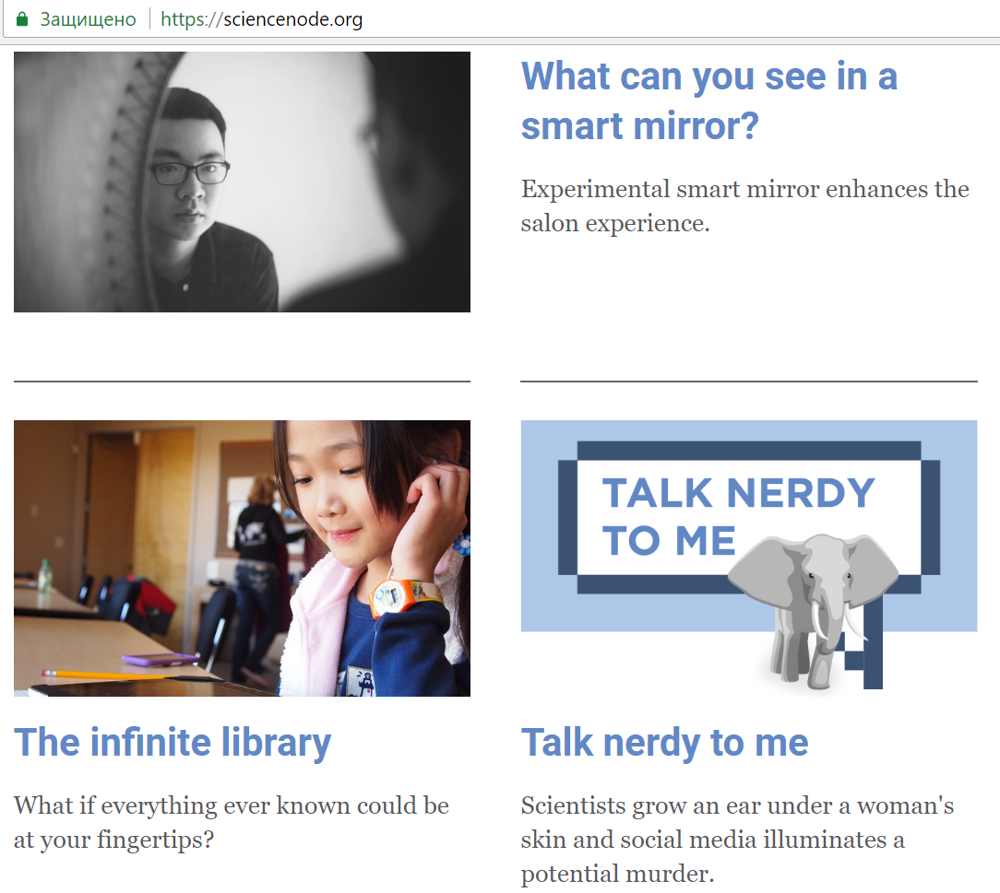 Защищено https://sciencenode.org
What can you see in a
smart mirror?
Experimental smart mirror enhances the
salon experience.
TALK NERDY
TO ME
The infinite library
What if everything ever known could be
at your fingertips?
Talk nerdy to me
Scientists grow an ear under a woman's
skin and social media illuminates a
potential murder.